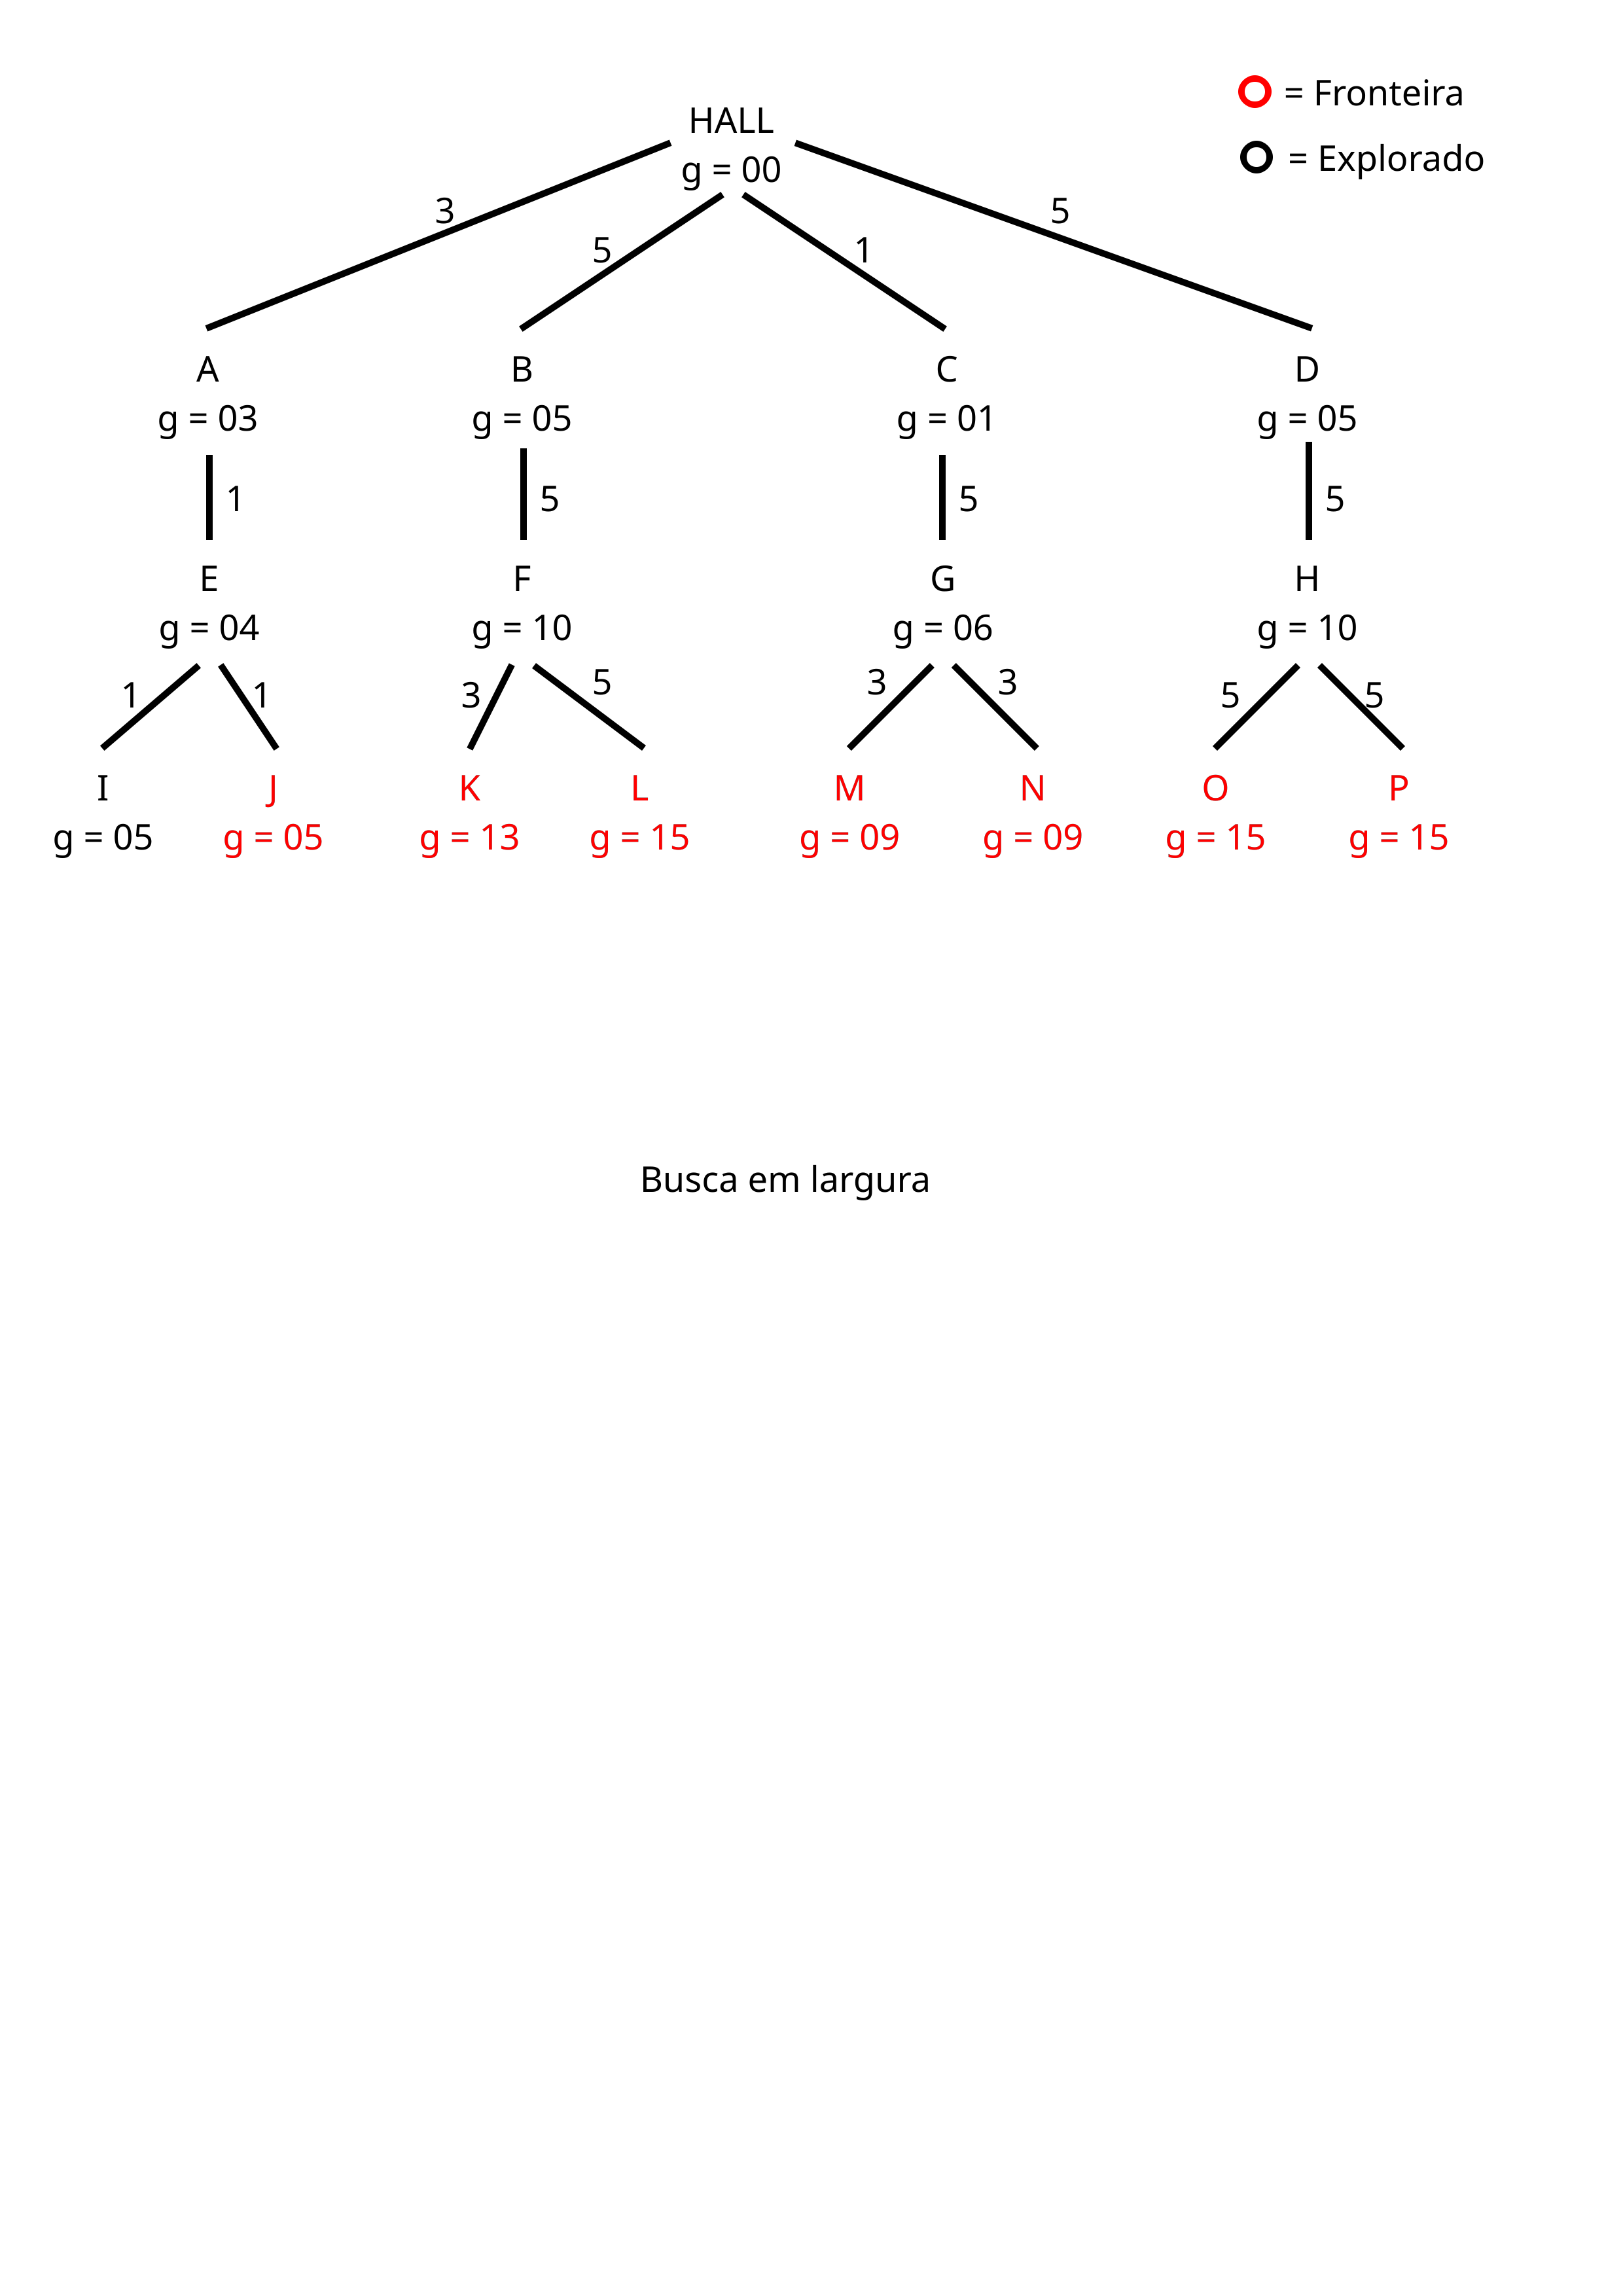 = Fronteira
HALL
= Explorado
g = 00
3
5
5
1
A
B
C
D
g = 03
g = 05
g = 01
g = 05
1
5
5
5
E
F
G
H
g = 04
g = 10
g = 06
g = 10
1
1
3
5
3
3
5
5
I
J
K
L
M
N
O
P
g = 05
g = 05
g = 13
g = 15
g = 09
g = 09
g = 15
g = 15
Busca em largura